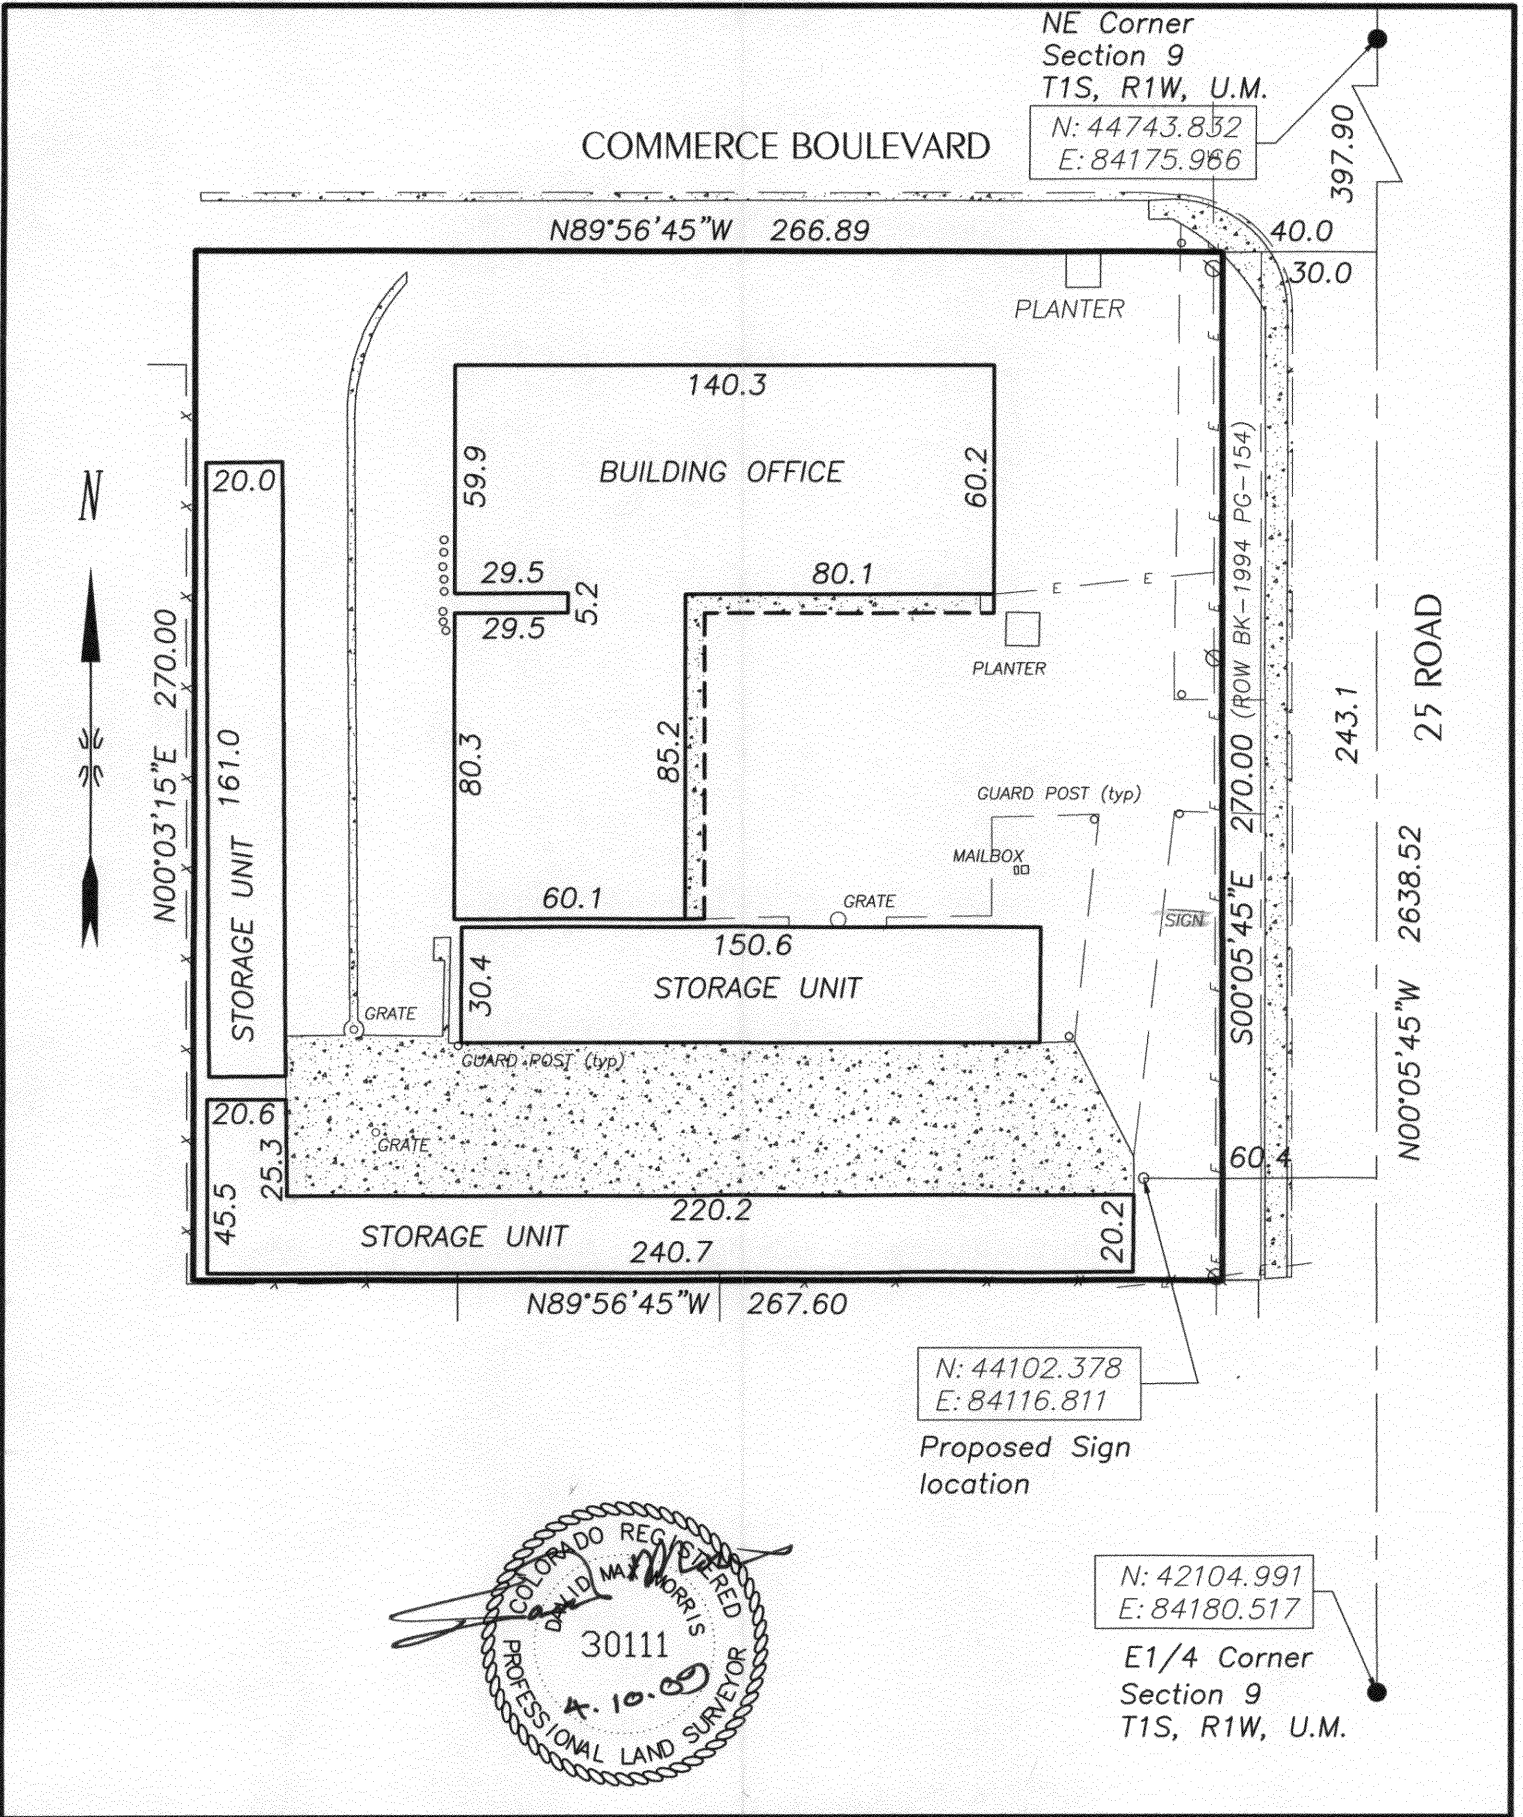 NE Corner
Section 9
T1S, R1W, U.M.
N: 44743.832
E: 84175.966
397.90
COMMERCE BOULEVARD
N89°56'45"W 266.89
40.0
30.0
PLANTER
140.3
BUILDING OFFICE
59.9
60.2
20.0
N
29.5
80.1
5.2
29.5
E E
PLANTER
N00°03'15"E 270.00
STORAGE UNIT 161.0
80.3
85.2
S00°05'45"E 270.00 (ROW BK-1994 PG-154)
243.1
25 ROAD
N00°05'45"W 2638.52
GUARD POST (typ)
MAILBOX
60.1
GRATE
SIGN
150.6
30.4
STORAGE UNIT
GRATE
GUARD POST (typ)
20.6
25.3
GRATE
60.4
45.5
220.2
STORAGE UNIT
240.7
20.2
N89°56'45"W 267.60
N: 44102.378
E: 84116.811
Proposed Sign
location
COLORADO REGISTERED
DAVID MAX MORRIS
30111
4.10.09
PROFESSIONAL LAND SURVEYOR
N: 42104.991
E: 84180.517
E1/4 Corner
Section 9
T1S, R1W, U.M.